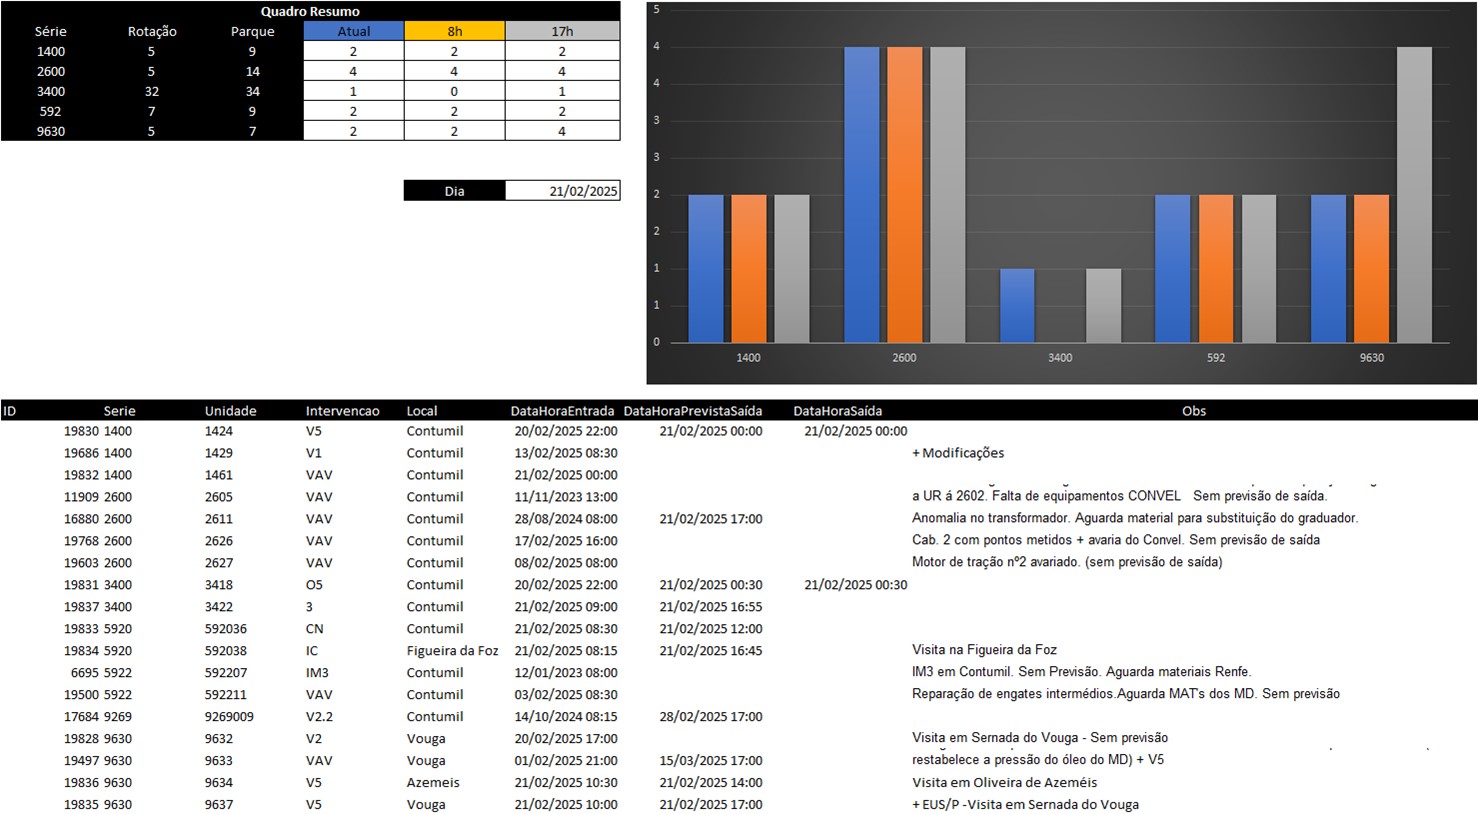 Quadro Resumo
Série Rotação Parque Atual 8h 17h
1400 5 9 2 2 2
2600 5 14 4 4 4
3400 32 34 1 0 1
592 7 9 2 2 2
9630 5 7 2 2 4
Dia 21/02/2025
5
4
4
3
3
2
2
1
1
0
1400 2600 3400 592 9630
ID Serie Unidade Intervencao Local DataHoraEntrada DataHoraPrevistaSaída DataHoraSaída Obs
19830 1400 1424 V5 Contumil 20/02/2025 22:00 21/02/2025 00:00 21/02/2025 00:00
19686 1400 1429 V1 Contumil 13/02/2025 08:30 + Modificações
19832 1400 1461 VAV Contumil 21/02/2025 00:00
11909 2600 2605 VAV Contumil 11/11/2023 13:00 a UR á 2602. Falta de equipamentos CONVEL Sem previsão de saída.
16880 2600 2611 VAV Contumil 28/08/2024 08:00 21/02/2025 17:00 Anomalia no transformador. Aguarda material para substituição do graduador.
19768 2600 2626 VAV Contumil 17/02/2025 16:00 Cab. 2 com pontos metidos + avaria do Convel. Sem previsão de saída
19603 2600 2627 VAV Contumil 08/02/2025 08:00 Motor de tração nº2 avariado. (sem previsão de saída)
19831 3400 3418 O5 Contumil 20/02/2025 22:00 21/02/2025 00:30 21/02/2025 00:30
19837 3400 3422 3 Contumil 21/02/2025 09:00 21/02/2025 16:55
19833 5920 592036 CN Contumil 21/02/2025 08:30 21/02/2025 12:00
19834 5920 592038 IC Figueira da Foz 21/02/2025 08:15 21/02/2025 16:45 Visita na Figueira da Foz
6695 5922 592207 IM3 Contumil 12/01/2023 08:00 IM3 em Contumil. Sem Previsão. Aguarda materiais Renfe.
19500 5922 592211 VAV Contumil 03/02/2025 08:30 Reparação de engates intermédios.Aguarda MAT's dos MD. Sem previsão
17684 9269 9269009 V2.2 Contumil 14/10/2024 08:15 28/02/2025 17:00
19828 9630 9632 V2 Vouga 20/02/2025 17:00 Visita em Sernada do Vouga - Sem previsão
19497 9630 9633 VAV Vouga 01/02/2025 21:00 15/03/2025 17:00 restabelece a pressão do óleo do MD) + V5
19836 9630 9634 V5 Azemeis 21/02/2025 10:30 21/02/2025 14:00 Visita em Oliveira de Azeméis
19835 9630 9637 V5 Vouga 21/02/2025 10:00 21/02/2025 17:00 + EUS/P -Visita em Sernada do Vouga